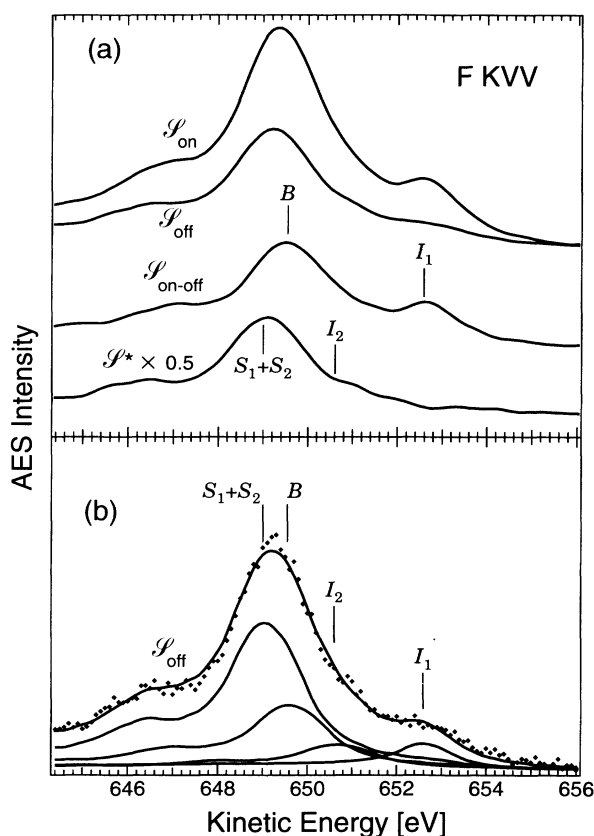 (a)
F KVV
𝒮on
𝒮off
B
𝒮on-off
I1
I2
𝒮* × 0.5
S1+S2
AES Intensity
(b)
S1+S2 B
I2
𝒮off
I1
646 648 650 652 654 656
Kinetic Energy [eV]